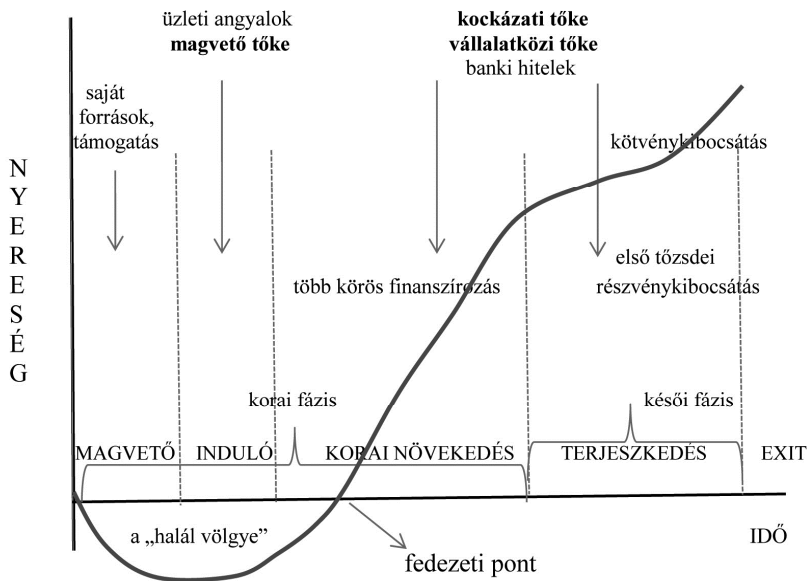 üzleti angyalok
magvető tőke
kockázati tőke
vállalatközi tőke
banki hitelek
saját
források,
támogatás
kötvénykibocsátás
NYERESÉG
első tőzsdei
részvénykibocsátás
több körös finanszírozás
korai fázis
késői fázis
MAGVETŐ
INDULÓ
KORAI NÖVEKEDÉS
TERJESZKEDÉS
EXIT
a „halál völgye”
IDŐ
fedezeti pont